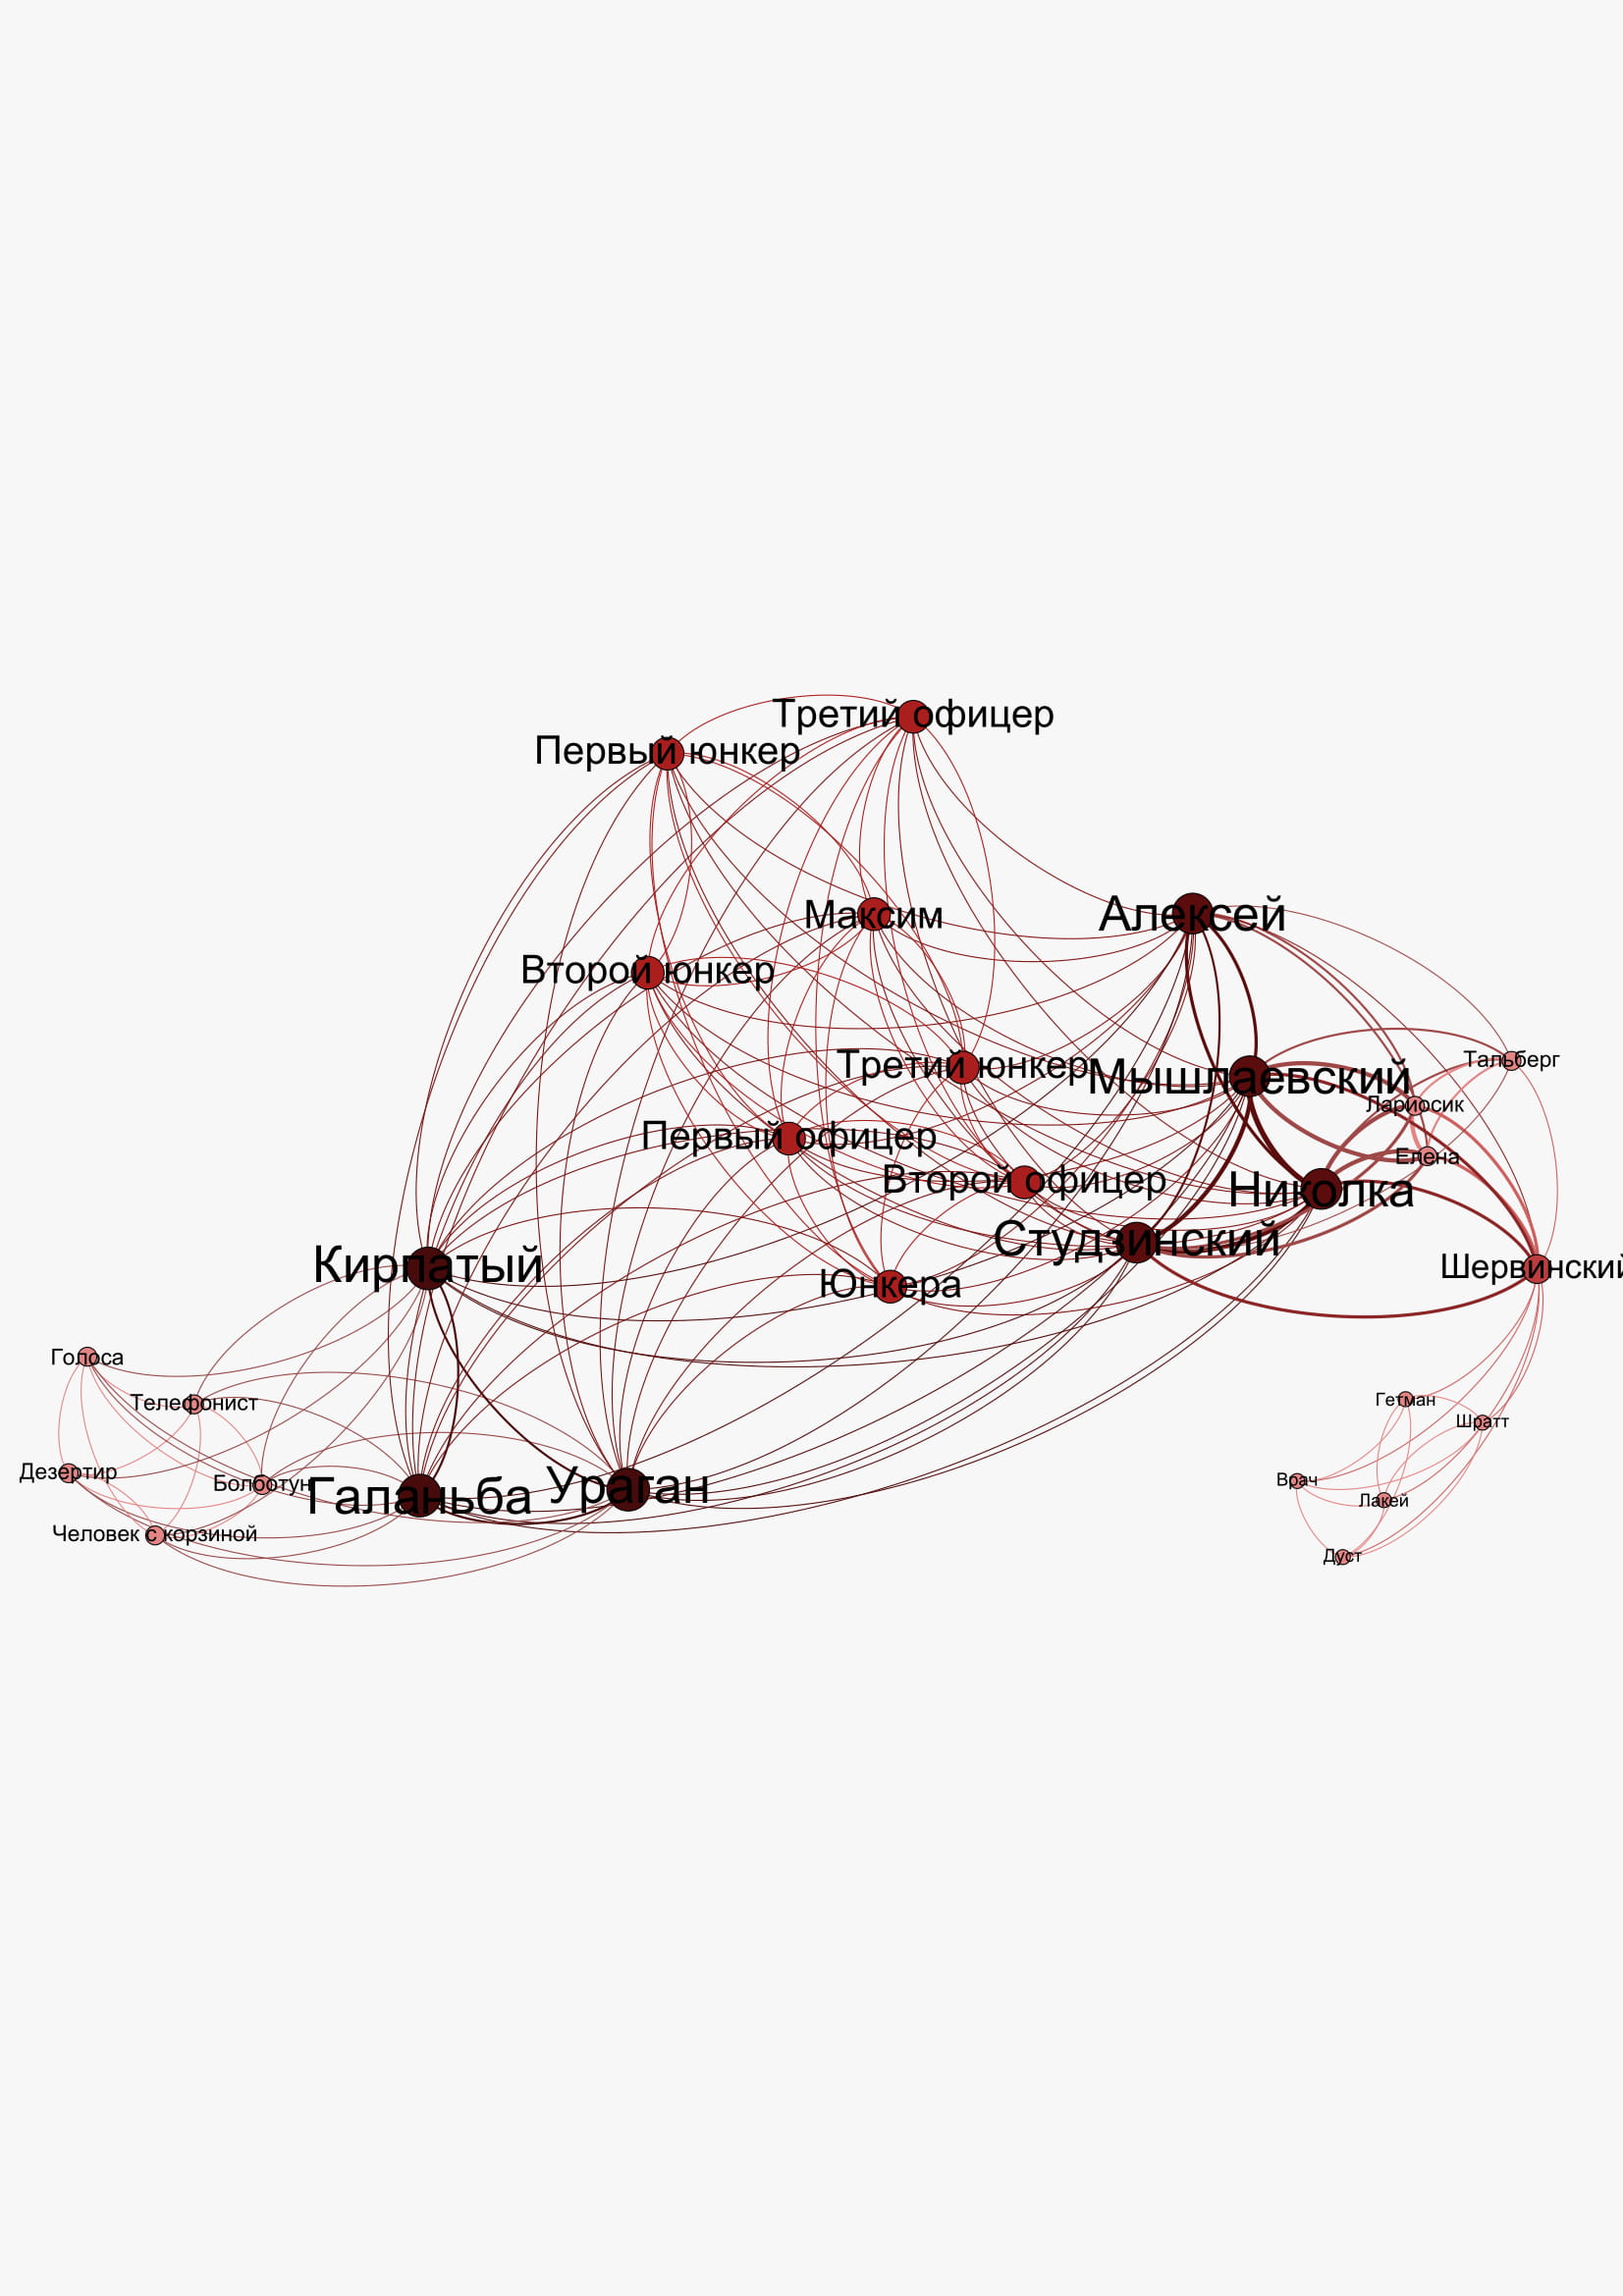 Третий офицер
Первый юнкер
Алексей
Максим
Второй юнкер
Тальберг
Третий юнкер
Мышлаевский
Лариосик
Первый офицер
Елена
Второй офицер
Николка
Студзинский
Кирпатый
Шервинский
Юнкера
Голоса
Телефонист
Гетман
Шратт
Дезертир
Болботун
Галаньба
Ураган
Врач
Лакей
Человек с корзиной
Дуст